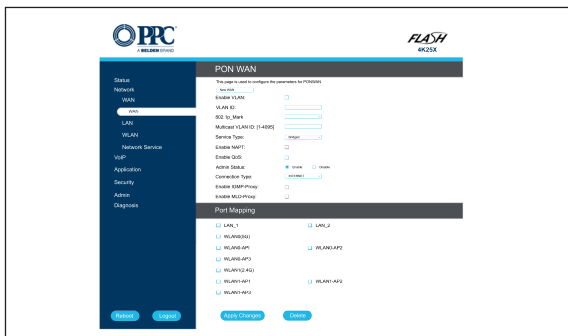 PPC
A BELDEN BRAND
FLASH
4K25X
Status
Network
WAN
WAN
LAN
WLAN
Network Service
VoIP
Application
Security
Admin
Diagnosis
Reboot
Logout
PON WAN
This page is used to configure the parameters for PONWAN
New WAN
Enable VLAN:
VLAN ID:
802.1p_Mark
Multicast VLAN ID: [1-4095]
Service Type: Bridged
Enable NAPT:
Enable QoS:
Admin Status: Enable Disable
Connection Type: INTERNET
Enable IGMP-Proxy:
Enable MLD-Proxy:
Port Mapping
LAN_1 LAN_2
WLAN0(5G)
WLAN0-AP1 WLAN0-AP2
WLAN0-AP3
WLAN1(2.4G)
WLAN1-AP1 WLAN1-AP2
WLAN1-AP3
Apply Changes Delete